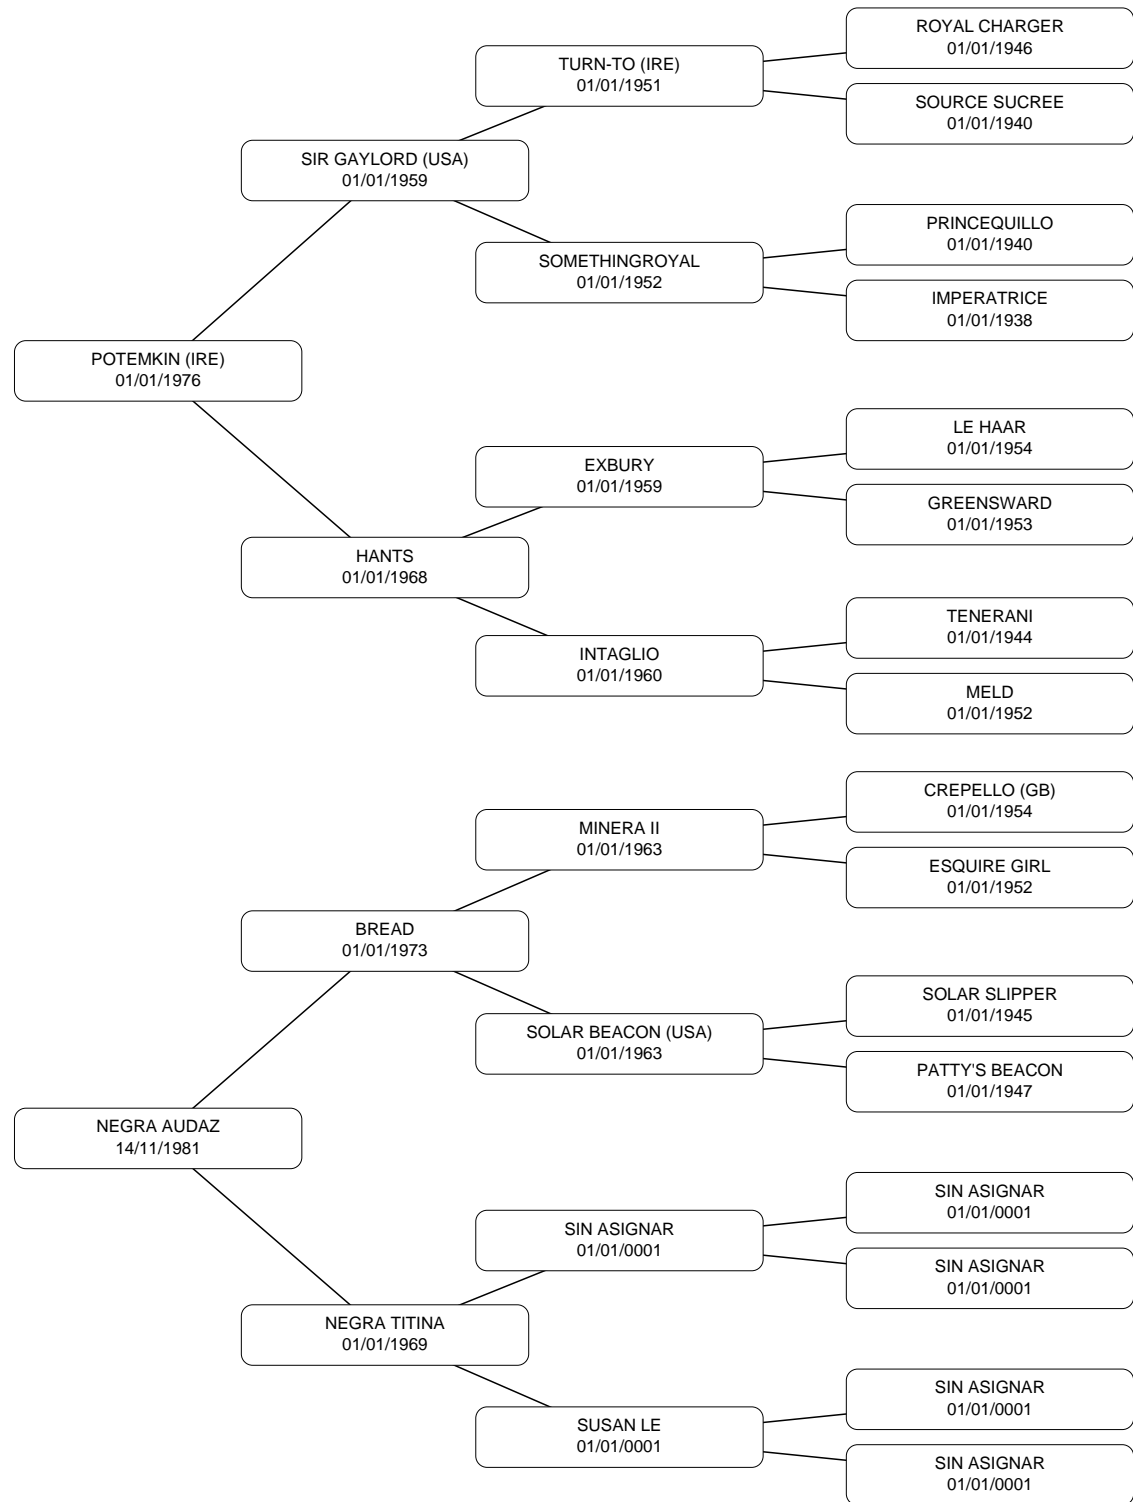 ROYAL CHARGER
01/01/1946
TURN-TO (IRE)
01/01/1951
SOURCE SUCREE
01/01/1940
SIR GAYLORD (USA)
01/01/1959
PRINCEQUILLO
01/01/1940
SOMETHINGROYAL
01/01/1952
IMPERATRICE
01/01/1938
POTEMKIN (IRE)
01/01/1976
LE HAAR
01/01/1954
EXBURY
01/01/1959
GREENSWARD
01/01/1953
HANTS
01/01/1968
TENERANI
01/01/1944
INTAGLIO
01/01/1960
MELD
01/01/1952
CREPELLO (GB)
01/01/1954
MINERA II
01/01/1963
ESQUIRE GIRL
01/01/1952
BREAD
01/01/1973
SOLAR SLIPPER
01/01/1945
SOLAR BEACON (USA)
01/01/1963
PATTY'S BEACON
01/01/1947
NEGRA AUDAZ
14/11/1981
SIN ASIGNAR
01/01/0001
SIN ASIGNAR
01/01/0001
SIN ASIGNAR
01/01/0001
NEGRA TITINA
01/01/1969
SIN ASIGNAR
01/01/0001
SUSAN LE
01/01/0001
SIN ASIGNAR
01/01/0001